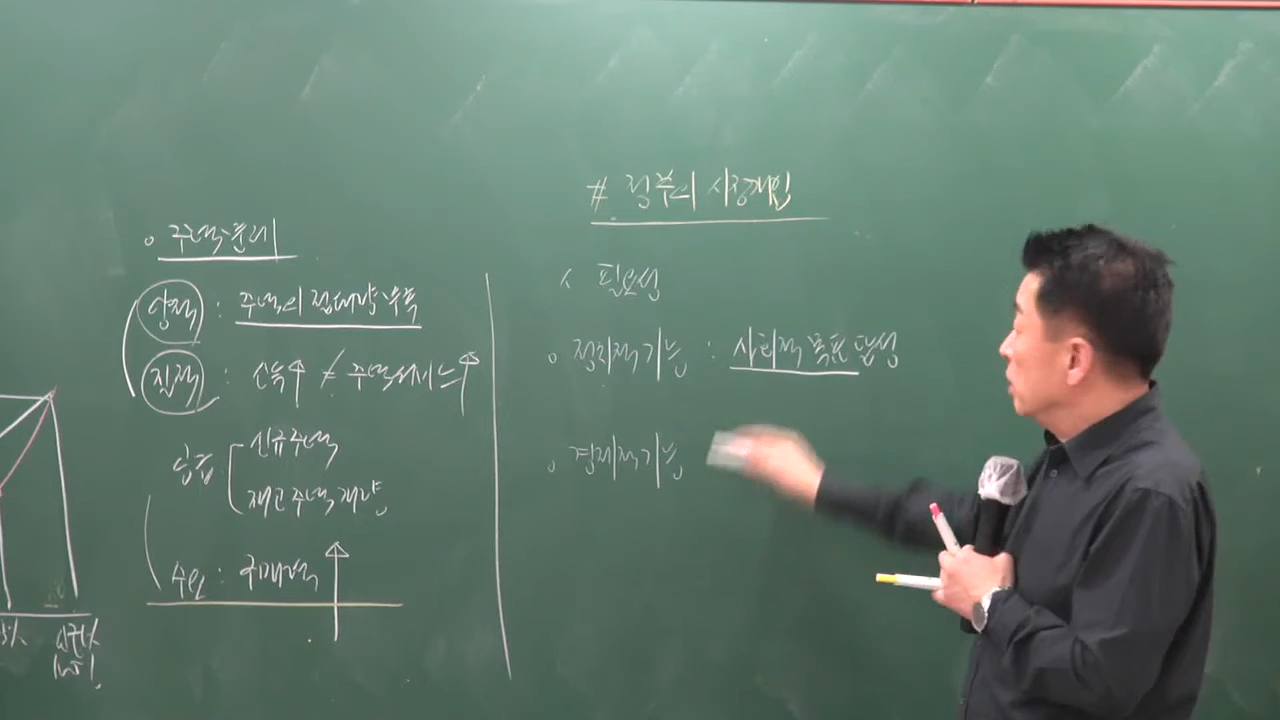 o 주택문제
양적 : 주택의 절대량 부족
질적 : 소득↑ ≠ 주택서비스↑
공급 신규주택
재고주택 개량
수요 : 구매력 ↑
# 정부의 시장개입
< 필요성
o 정치적 기능 : 사회적 목표 달성
o 경제적 기능